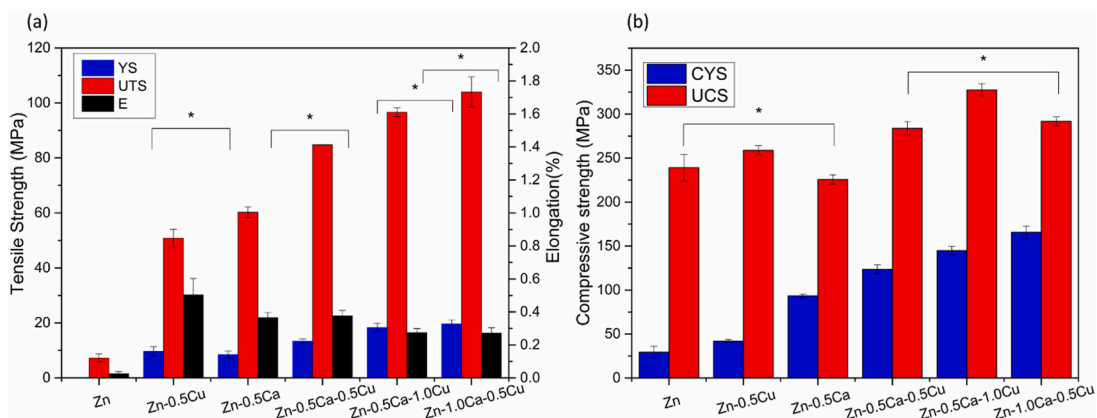 (a)
120
100
80
60
40
20
0
Tensile Strength (MPa)
YS
UTS
E
*
*
*
*
2.0
1.8
1.6
1.4
1.2
1.0
0.8
0.6
0.4
0.2
0.0
Elongation(%)
Zn
Zn-0.5Cu
Zn-0.5Ca
Zn-0.5Ca-0.5Cu
Zn-0.5Ca-1.0Cu
Zn-1.0Ca-0.5Cu
(b)
350
300
250
200
150
100
50
0
Compressive strength (MPa)
CYS
UCS
*
*
Zn
Zn-0.5Cu
Zn-0.5Ca
Zn-0.5Ca-0.5Cu
Zn-0.5Ca-1.0Cu
Zn-1.0Ca-0.5Cu